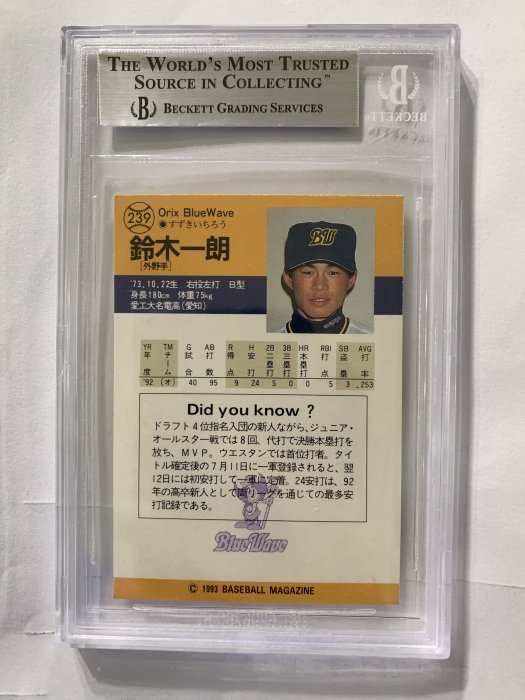 THE WORLD'S MOST TRUSTED
SOURCE IN COLLECTING™
B BECKETT GRADING SERVICES
B
BECKETT
239
Orix BlueWave
●すずきいちろう
鈴木一朗
[外野手]
BW
'73.10.22生 右投左打 B型
身長180cm 体重75kg
愛工大名電高(愛知)
YR TM G AB R H 2B 3B HR RBI SB AVG
年度 チーム 試合 打数 得点 安打 二塁打 三塁打 本塁打 打点 盗塁 打率
'92 (オ) 40 95 9 24 5 0 0 5 3 .253
Did you know ?
ドラフト4位指名入団の新人ながら、ジュニア・
オールスター戦では8回、代打で決勝本塁打を
放ち、MVP。ウエスタンでは首位打者。タイ
トル確定後の7月11日に一軍登録されると、翌
12日には初安打して一軍に定着。24安打は、92
年の高卒新人として両リーグを通じての最多安
打記録である。
BlueWave
© 1993 BASEBALL MAGAZINE